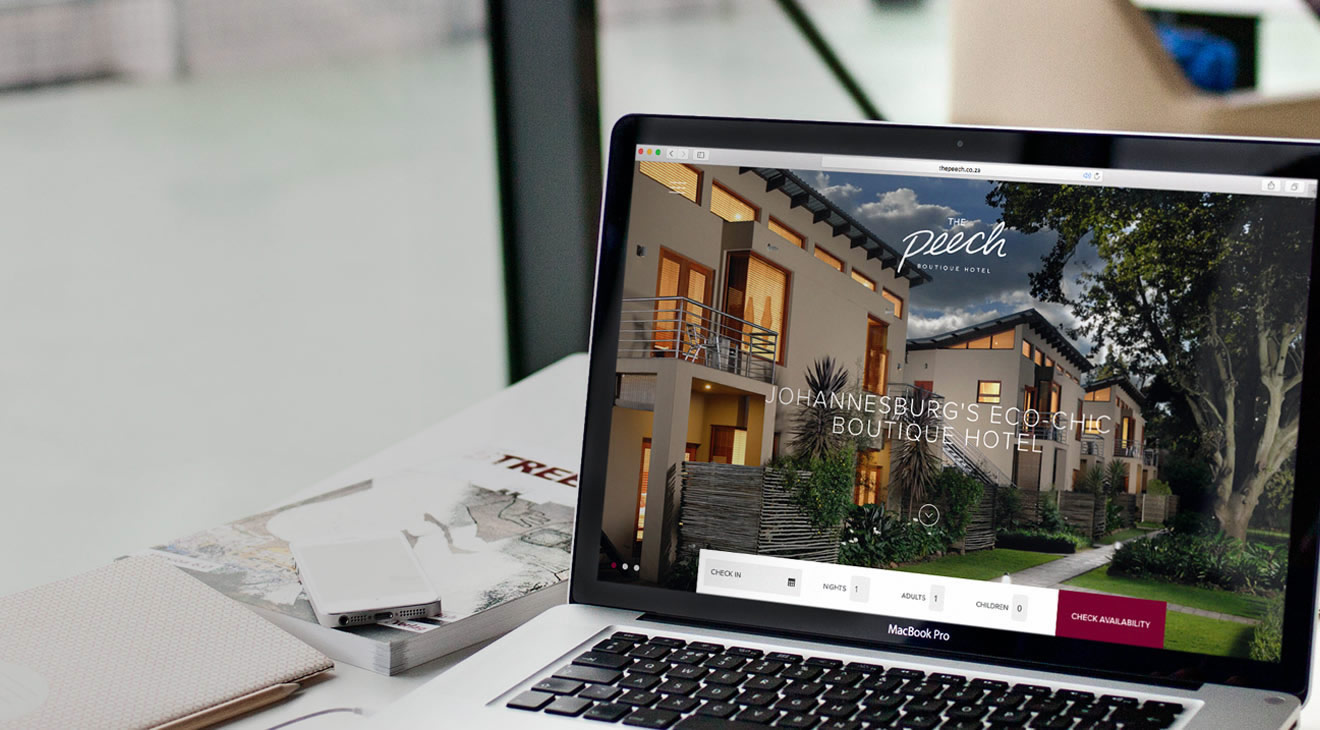 thepeech.co.za
THE
peech
BOUTIQUE HOTEL
JOHANNESBURG'S ECO-CHIC
BOUTIQUE HOTEL
CHECK IN
NIGHTS 1
ADULTS 1
CHILDREN 0
CHECK AVAILABILITY
MacBook Pro